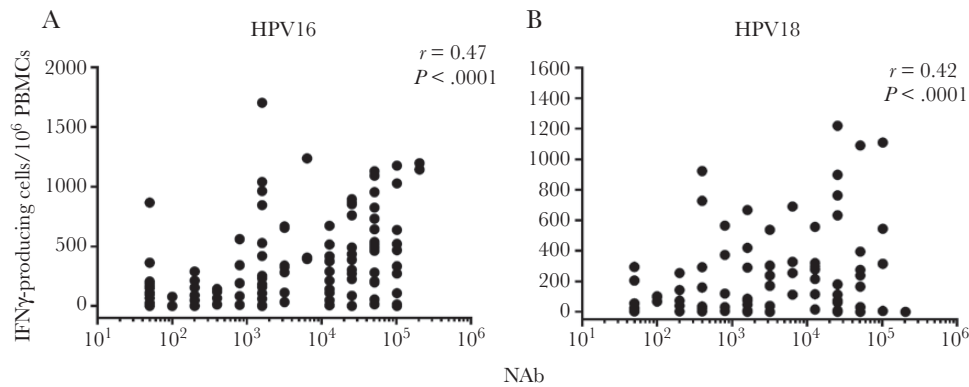 A
HPV16
r = 0.47
P < .0001
IFNγ-producing cells/10⁶ PBMCs
2000
1500
1000
500
0
10¹ 10² 10³ 10⁴ 10⁵ 10⁶
B
HPV18
r = 0.42
P < .0001
1600
1400
1200
1000
800
600
400
200
0
10¹ 10² 10³ 10⁴ 10⁵ 10⁶
NAb